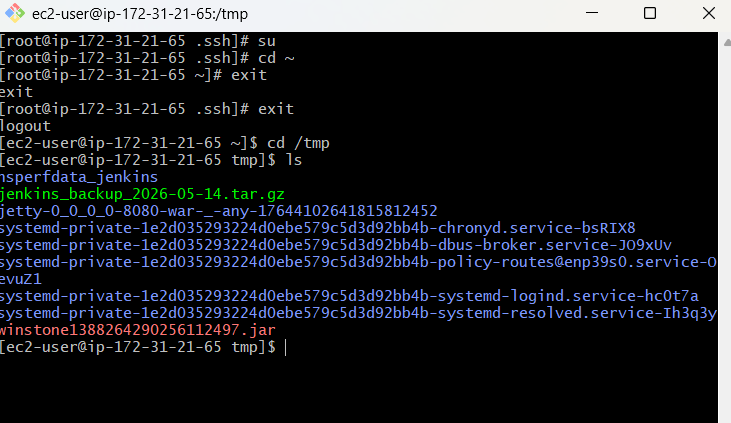 ec2-user@ip-172-31-21-65:/tmp
[root@ip-172-31-21-65 .ssh]# su
[root@ip-172-31-21-65 .ssh]# cd ~
[root@ip-172-31-21-65 ~]# exit
exit
[root@ip-172-31-21-65 .ssh]# exit
logout
[ec2-user@ip-172-31-21-65 ~]$ cd /tmp
[ec2-user@ip-172-31-21-65 tmp]$ ls
hsperfdata_jenkins
jenkins_backup_2026-05-14.tar.gz
jetty-0_0_0_0-8080-war-_-any-17644102641815812452
systemd-private-1e2d035293224d0ebe579c5d3d92bb4b-chronyd.service-bsRIX8
systemd-private-1e2d035293224d0ebe579c5d3d92bb4b-dbus-broker.service-JO9xUv
systemd-private-1e2d035293224d0ebe579c5d3d92bb4b-policy-routes@enp39s0.service-O
evuZ1
systemd-private-1e2d035293224d0ebe579c5d3d92bb4b-systemd-logind.service-hc0t7a
systemd-private-1e2d035293224d0ebe579c5d3d92bb4b-systemd-resolved.service-Ih3q3y
winstone1388264290256112497.jar
[ec2-user@ip-172-31-21-65 tmp]$